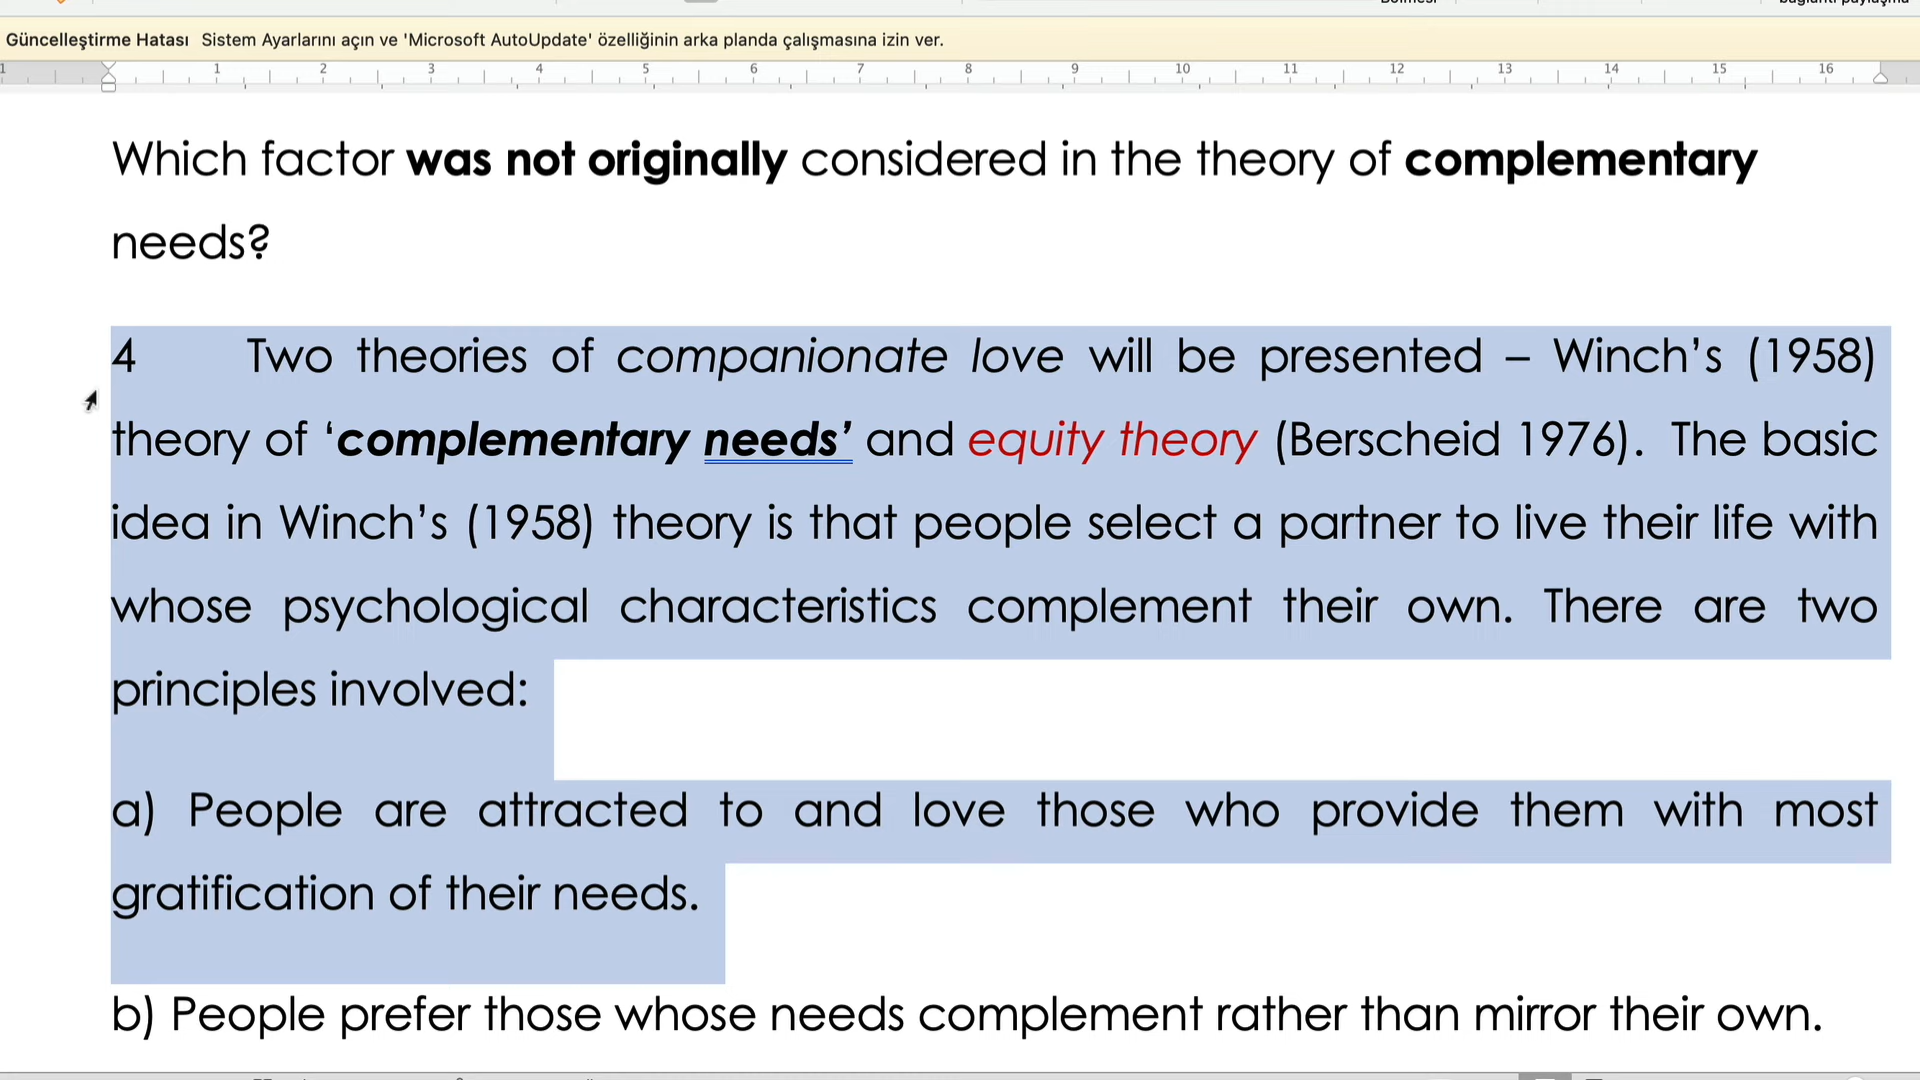 Güncelleştirme Hatası Sistem Ayarlarını açın ve 'Microsoft AutoUpdate' özelliğinin arka planda çalışmasına izin ver.
1 1 2 3 4 5 6 7 8 9 10 11 12 13 14 15 16
Which factor was not originally considered in the theory of complementary
needs?
4 Two theories of companionate love will be presented – Winch’s (1958)
theory of ‘complementary needs’ and equity theory (Berscheid 1976). The basic
idea in Winch’s (1958) theory is that people select a partner to live their life with
whose psychological characteristics complement their own. There are two
principles involved:
a) People are attracted to and love those who provide them with most
gratification of their needs.
b) People prefer those whose needs complement rather than mirror their own.